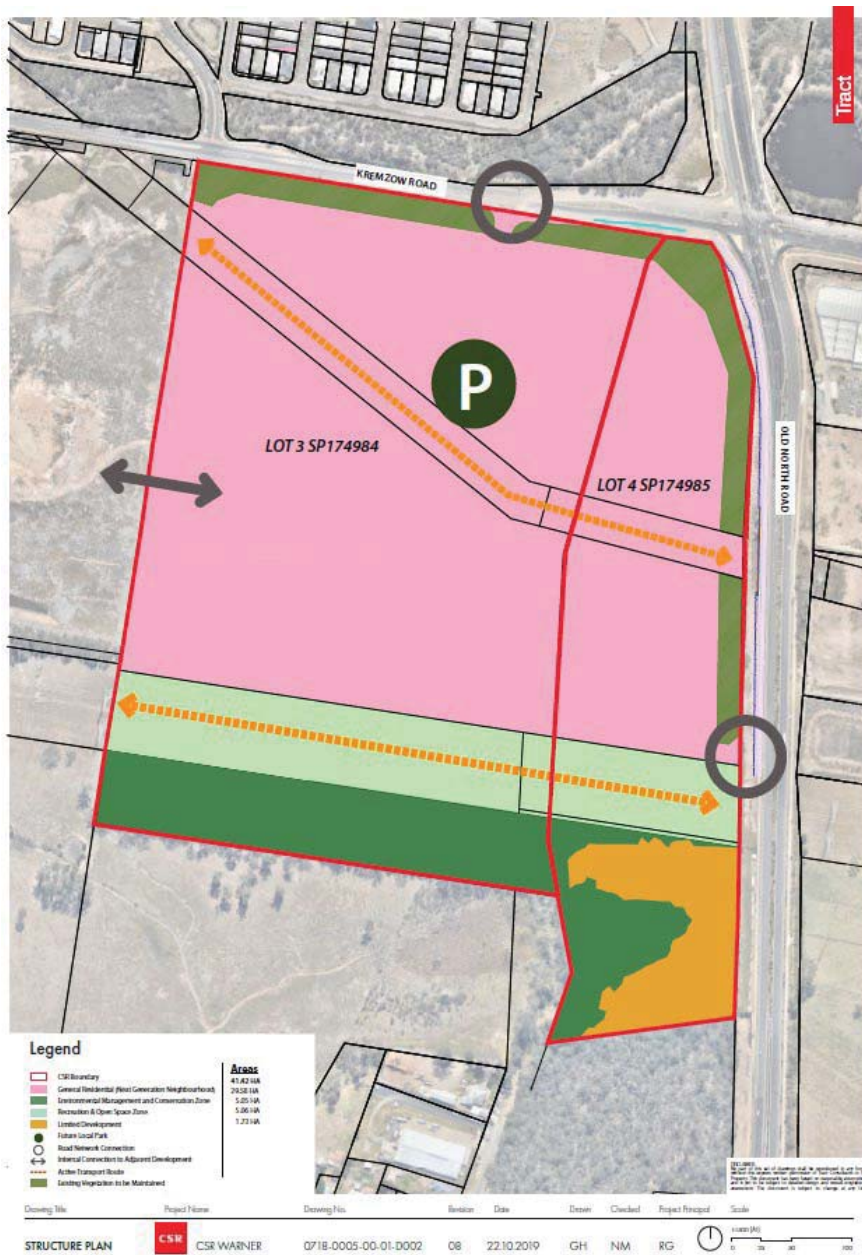 Tract
KREMZOW ROAD
P
LOT 3 SP174984
LOT 4 SP174985
OLD NORTH ROAD
Legend
Areas
CSR Boundary 41.42 HA
General Residential (Next Generation Neighbourhood) 29.58 HA
Environmental Management and Conservation Zone 5.05 HA
Recreation & Open Space Zone 5.06 HA
Limited Development 1.73 HA
Future Local Park
Road Network Connection
Internal Connection to Adjacent Development
Active Transport Route
Existing Vegetation to be Maintained
Drawing Title Project Name Drawing No. Revision Date Drawn Checked Project Principal Scale
STRUCTURE PLAN CSR CSR WARNER 0718-0005-00-01-D002 08 22.10.2019 GH NM RG